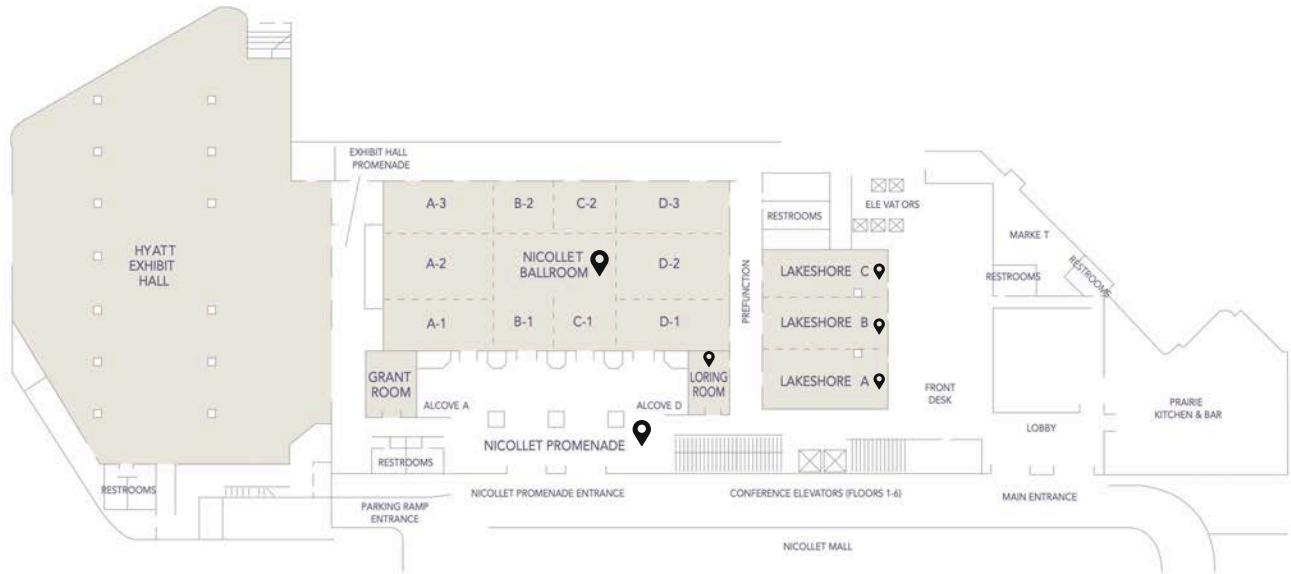 EXHIBIT HALL
PROMENADE
HYATT
EXHIBIT
HALL
A-3
B-2
C-2
D-3
A-2
NICOLLET
BALLROOM
D-2
A-1
B-1
C-1
D-1
PREFUNCTION
RESTROOMS
ELE VAT ORS
LAKESHORE C
LAKESHORE B
LAKESHORE A
MARKE T
RESTROOMS
RESTROOMS
GRANT
ROOM
LORING
ROOM
ALCOVE A
ALCOVE D
FRONT
DESK
LOBBY
PRAIRIE
KITCHEN & BAR
NICOLLET PROMENADE
RESTROOMS
RESTROOMS
NICOLLET PROMENADE ENTRANCE
CONFERENCE ELEVATORS (FLOORS 1-6)
MAIN ENTRANCE
PARKING RAMP
ENTRANCE
NICOLLET MALL